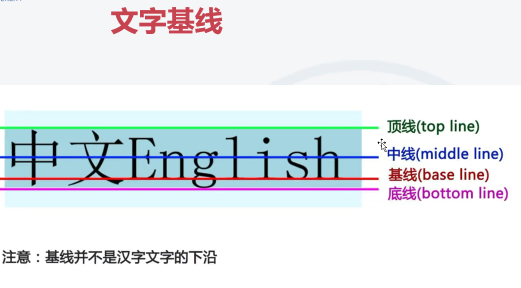 文字基线
中文English
顶线(top line)
中线(middle line)
基线(base line)
底线(bottom line)
注意：基线并不是汉字文字的下沿